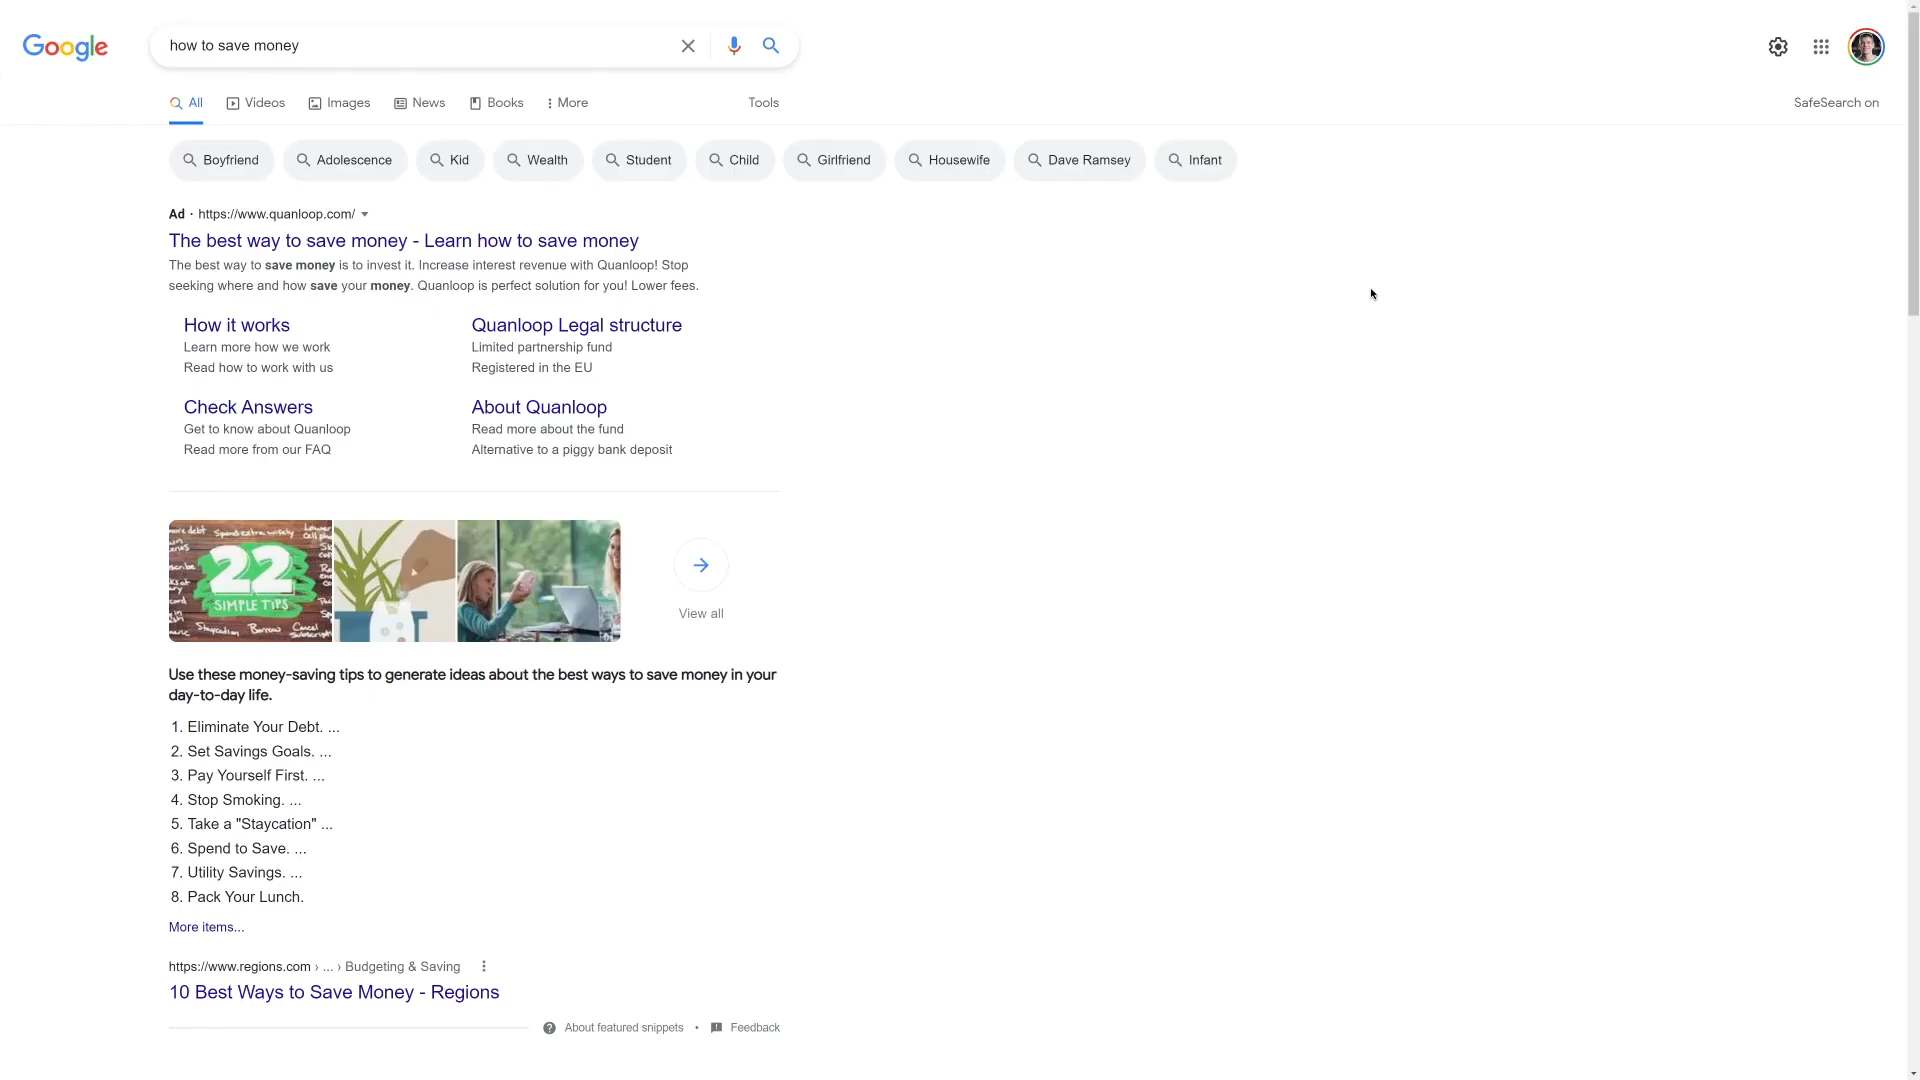 Google
how to save money
All
Videos
Images
News
Books
More
Tools
SafeSearch on
Boyfriend
Adolescence
Kid
Wealth
Student
Child
Girlfriend
Housewife
Dave Ramsey
Infant
Ad · https://www.quanloop.com/
The best way to save money - Learn how to save money
The best way to save money is to invest it. Increase interest revenue with Quanloop! Stop
seeking where and how save your money. Quanloop is perfect solution for you! Lower fees.
How it works
Learn more how we work
Read how to work with us
Quanloop Legal structure
Limited partnership fund
Registered in the EU
Check Answers
Get to know about Quanloop
Read more from our FAQ
About Quanloop
Read more about the fund
Alternative to a piggy bank deposit
more debt
Spend extra wisely
22
SIMPLE TIPS
Staycation
Borrow
Cancel
View all
Use these money-saving tips to generate ideas about the best ways to save money in your
day-to-day life.
1. Eliminate Your Debt. ...
2. Set Savings Goals. ...
3. Pay Yourself First. ...
4. Stop Smoking. ...
5. Take a "Staycation" ...
6. Spend to Save. ...
7. Utility Savings. ...
8. Pack Your Lunch.
More items...
https://www.regions.com › ... › Budgeting & Saving
10 Best Ways to Save Money - Regions
About featured snippets • Feedback